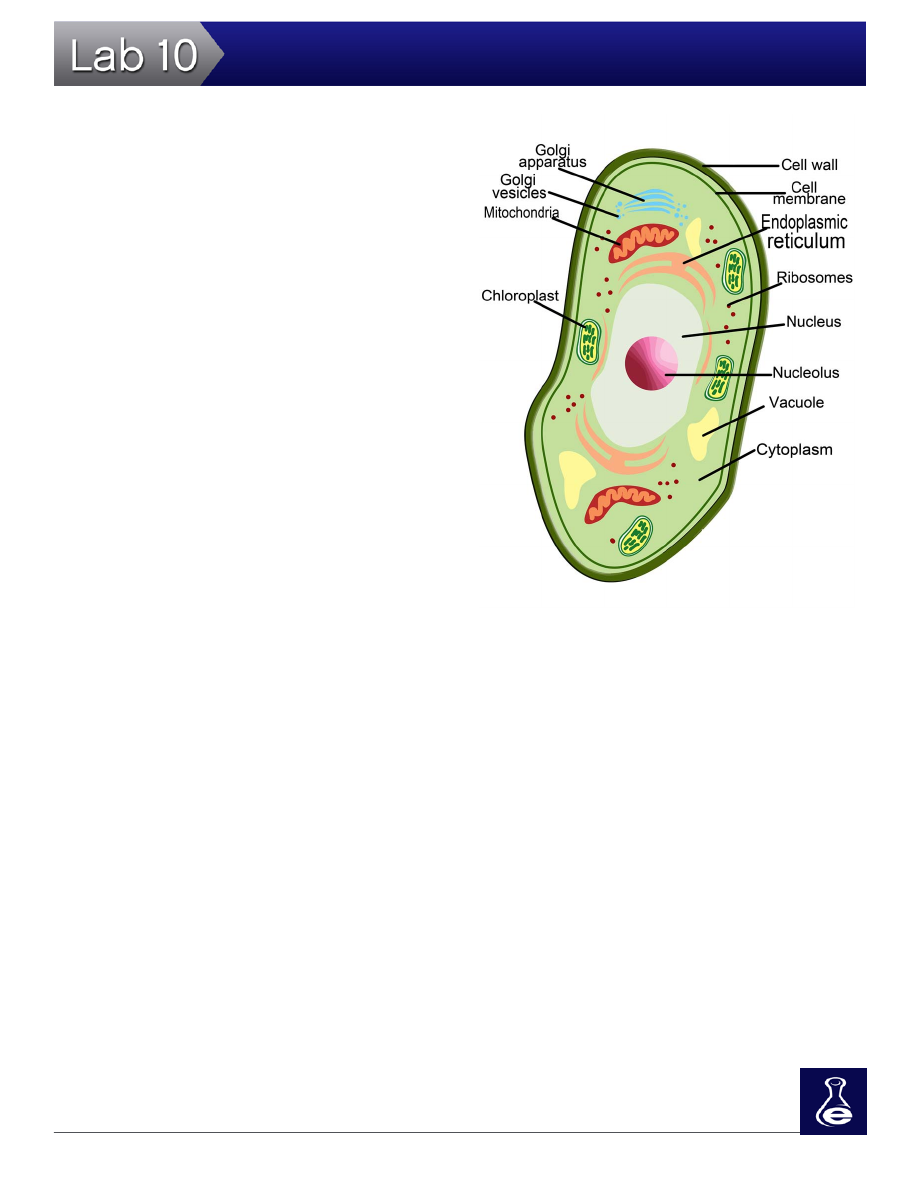 Lab 10
Golgi
apparatus
Golgi
vesicles
Mitochondria
Chloroplast
Cell wall
Cell
membrane
Endoplasmic
reticulum
Ribosomes
Nucleus
Nucleolus
Vacuole
Cytoplasm
e